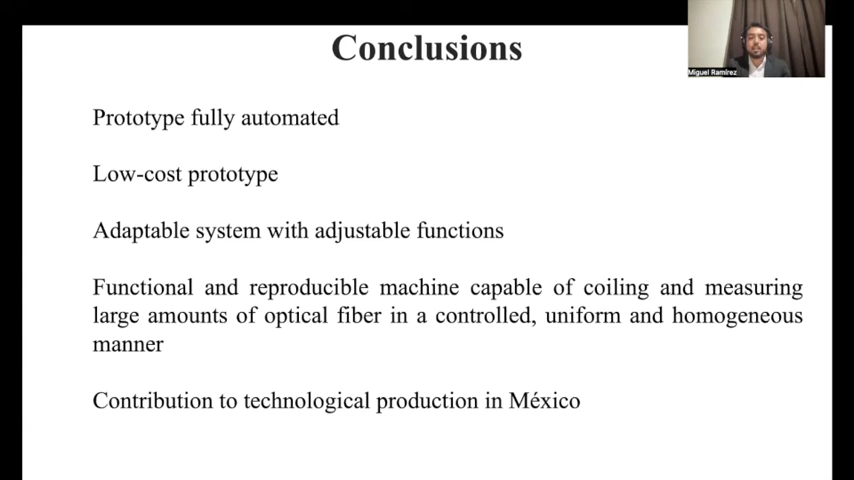 Conclusions
Miguel Ramírez
Prototype fully automated
Low-cost prototype
Adaptable system with adjustable functions
Functional and reproducible machine capable of coiling and measuring
large amounts of optical fiber in a controlled, uniform and homogeneous
manner
Contribution to technological production in México